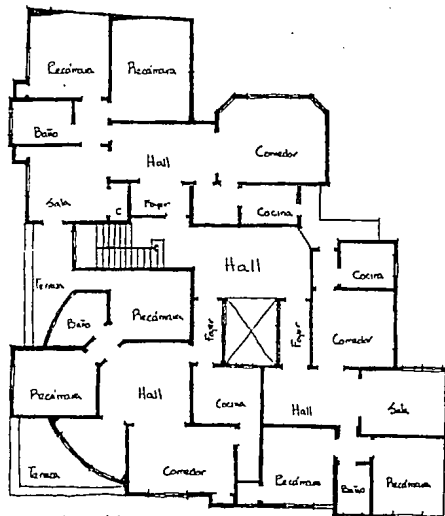 Recámara
Recámara
Baño
Hall
Comedor
Sala
C
Foyer
Cocina
Hall
Terraza
Cocina
Baño
Recámara
Foyer
Foyer
Comedor
Recámara
Hall
Cocina
Hall
Sala
Terraza
Comedor
Recámara
Baño
Recámara